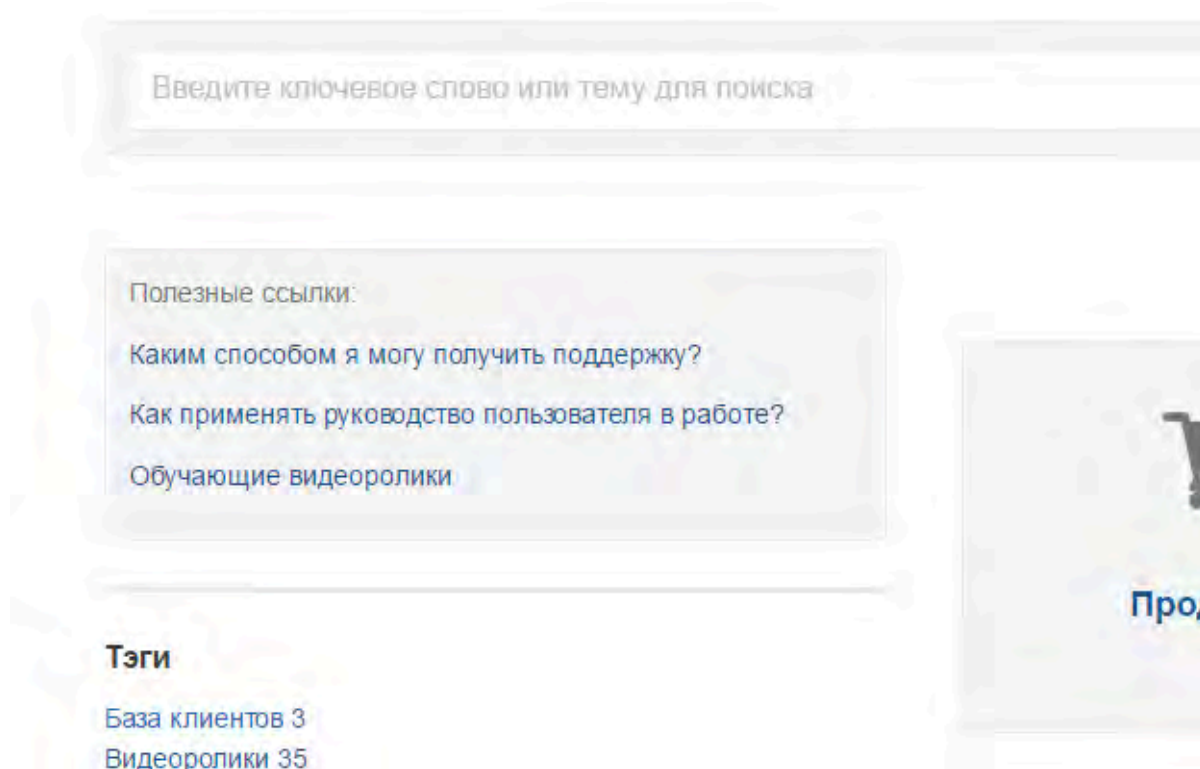 Введите ключевое слово или тему для поиска
Полезные ссылки:
Каким способом я могу получить поддержку?
Как применять руководство пользователя в работе?
Обучающие видеоролики
Тэги
База клиентов 3
Видеоролики 35